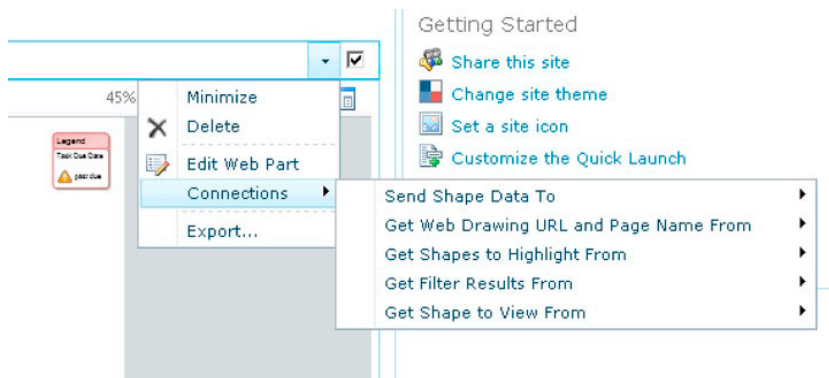 Getting Started
Share this site
Change site theme
Set a site icon
Customize the Quick Launch
45%
Legend
Task Due Date
past due
Minimize
Delete
Edit Web Part
Connections
Export...
Send Shape Data To
Get Web Drawing URL and Page Name From
Get Shapes to Highlight From
Get Filter Results From
Get Shape to View From